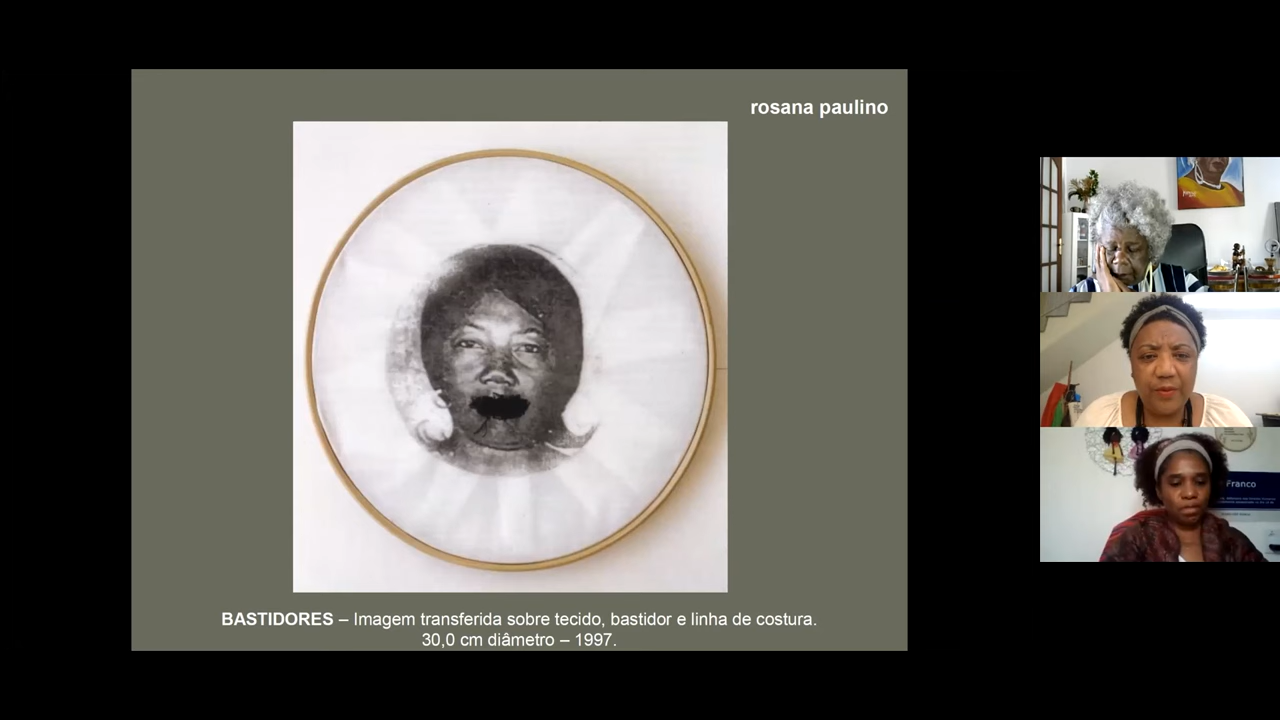 rosana paulino
BASTIDORES – Imagem transferida sobre tecido, bastidor e linha de costura.
30,0 cm diâmetro – 1997.
Franco